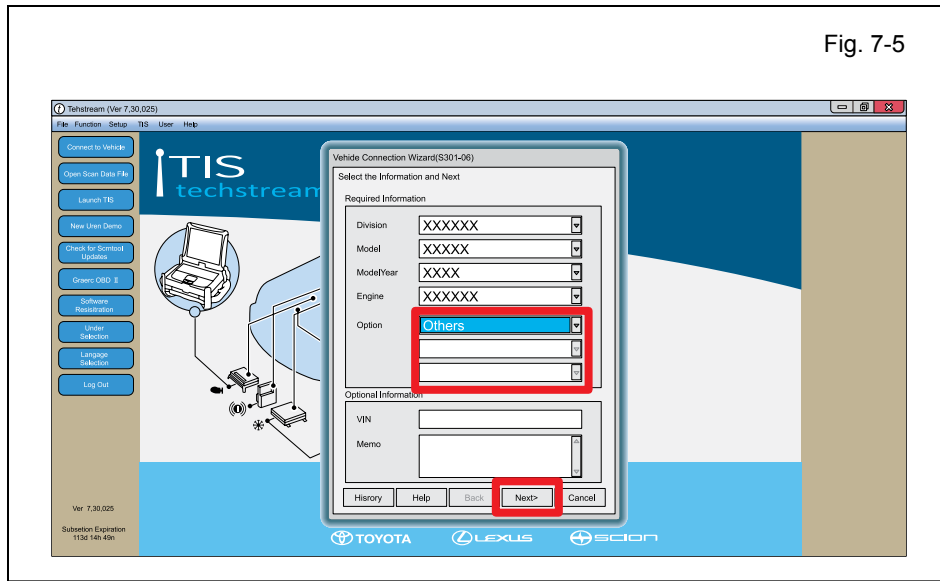 Fig. 7-5
Tehstream (Ver 7,30,025)
File Function Setup TIS User Help
Connect to Vehicle
Open Scan Data File
Launch TIS
New Uren Demo
Check for Scmtool
Updates
Graerc OBD II
Software
Resisitration
Under
Selection
Langage
Selection
Log Out
Ver 7,30,025
Subsetion Expiration
113d 14h 49n
TIS
techstream
Vehide Connection Wizard(S301-06)
Select the Information and Next
Required Information
Division XXXXXX
Model XXXXX
ModelYear XXXX
Engine XXXXXX
Option Others
Optional Information
VIN
Memo
Hisrory Help Back Next> Cancel
TOYOTA LEXUS scion